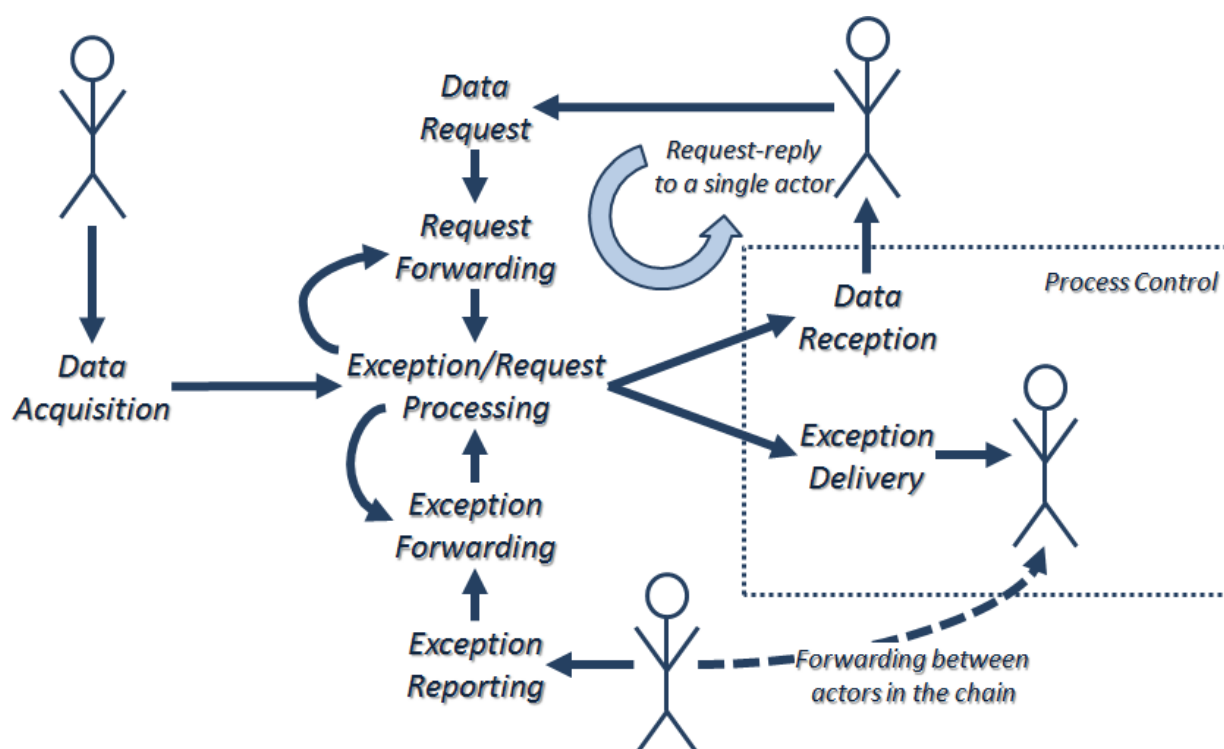 Data
Request
Request-reply
to a single actor
Request
Forwarding
Process Control
Data
Reception
Data
Acquisition
Exception/Request
Processing
Exception
Delivery
Exception
Forwarding
Exception
Reporting
Forwarding between
actors in the chain